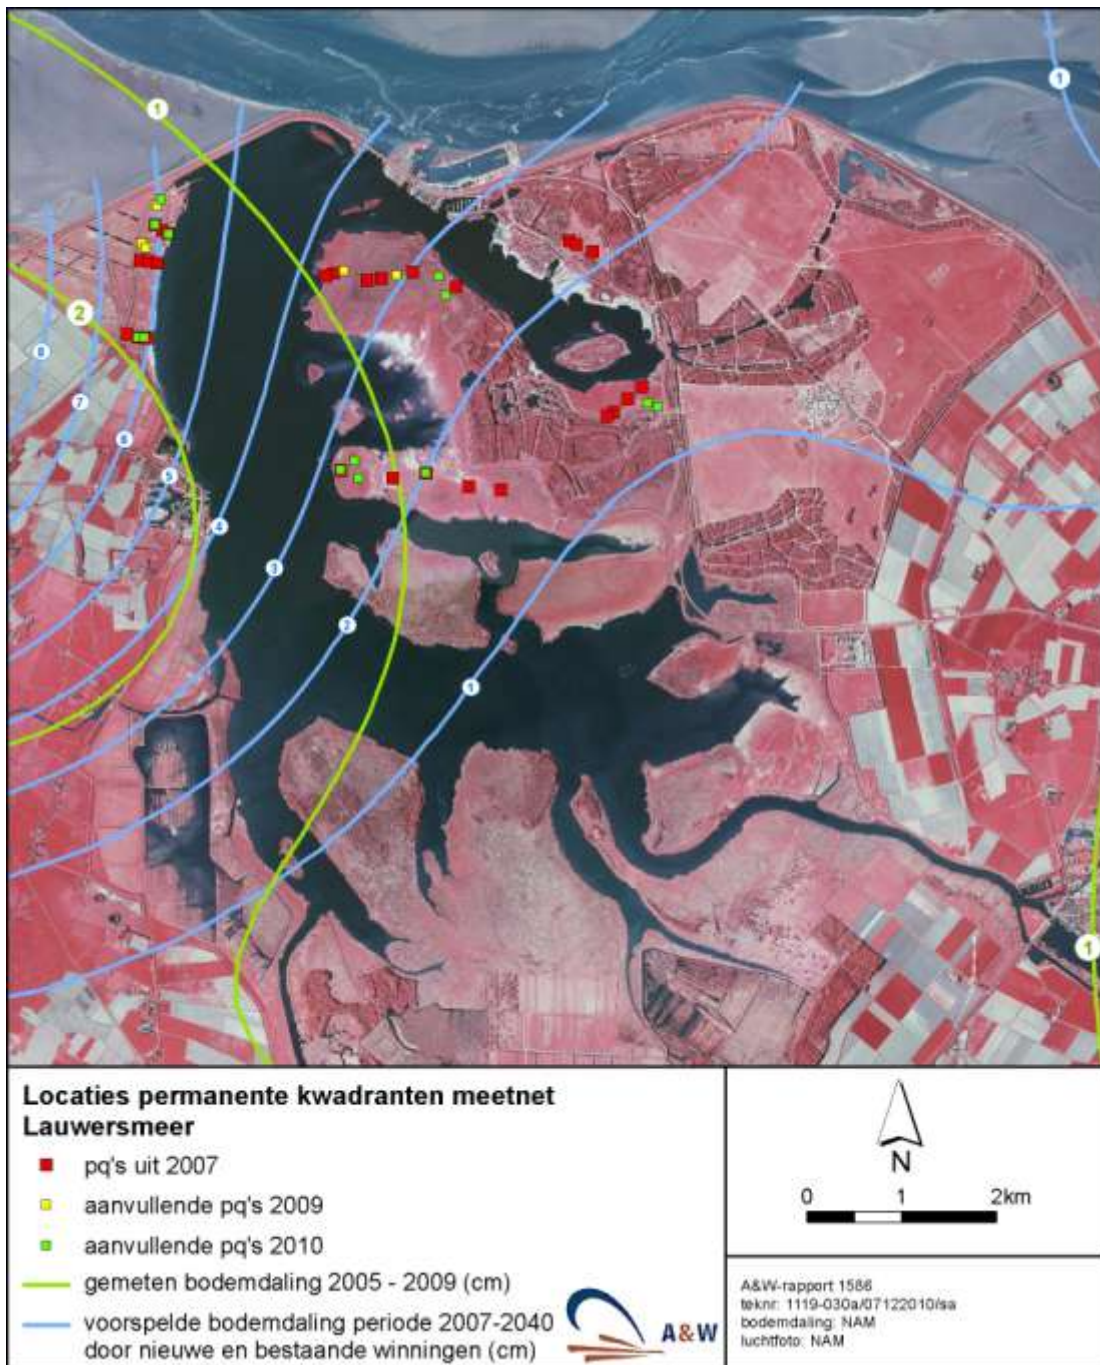 1
1
2
8
7
6
5
4
3
2
1
1
Locaties permanente kwadranten meetnet
Lauwersmeer
pq's uit 2007
aanvullende pq's 2009
aanvullende pq's 2010
gemeten bodemdaling 2005 - 2009 (cm)
voorspelde bodemdaling periode 2007-2040
door nieuwe en bestaande winningen (cm)
A&W
N
0 1 2km
A&W-rapport 1586
teknr: 1119-030a/07122010/sa
bodemdaling: NAM
luchtfoto: NAM